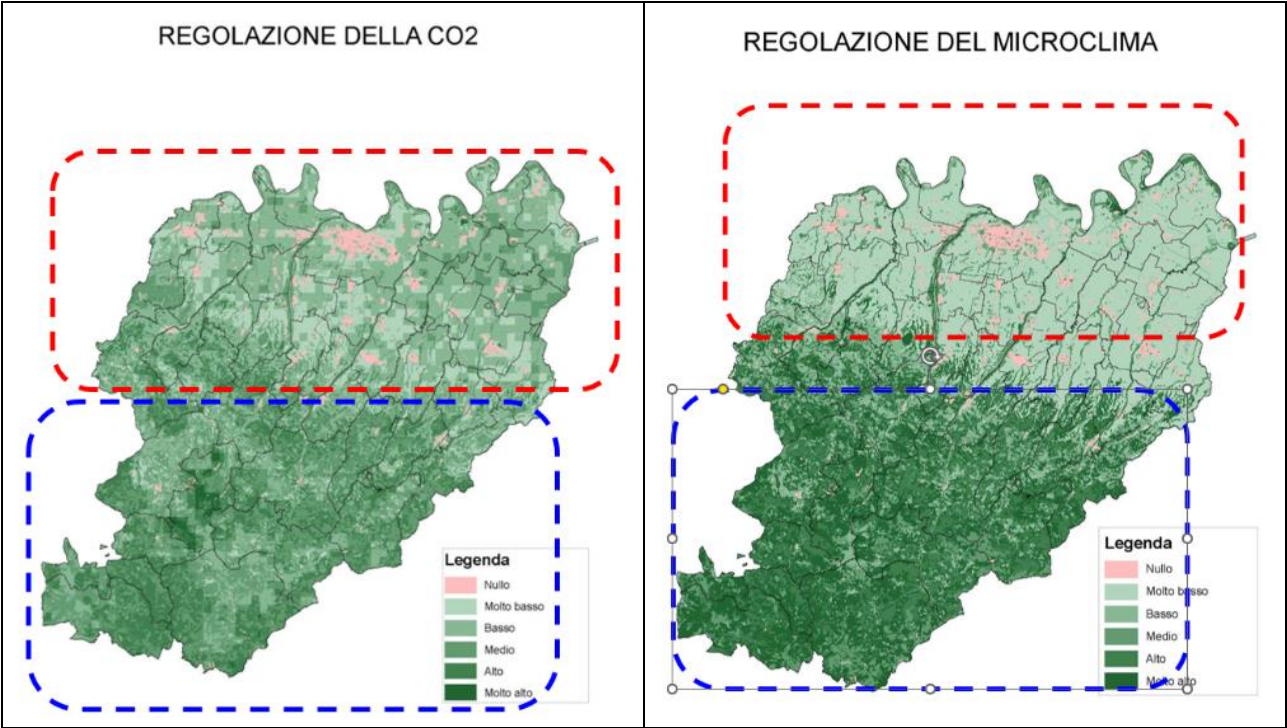 REGOLAZIONE DELLA CO2
Legenda
Nullo
Molto basso
Basso
Medio
Alto
Molto alto
REGOLAZIONE DEL MICROCLIMA
Legenda
Nullo
Molto basso
Basso
Medio
Alto
Molto alto